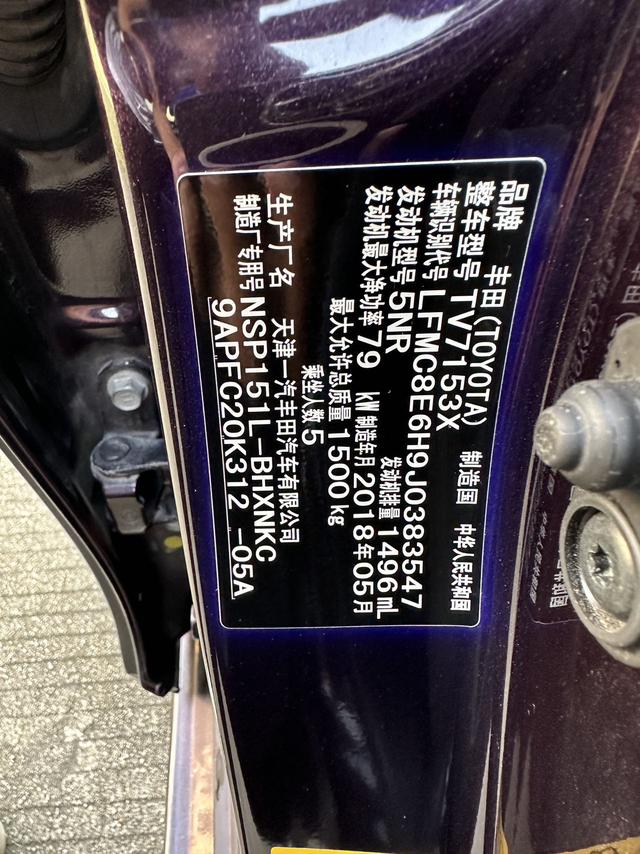 品牌 丰田(TOYOTA) 制造国 中华人民共和国
整车型号 TV7153X
车辆识别代号 LFMC8E6H9J0383547
发动机型号 5NR 发动机排量 1496 mL
发动机最大净功率 79 kW 制造年月 2018年05月
最大允许总质量 1500 kg
乘坐人数 5
生产厂名 天津一汽丰田汽车有限公司
制造厂专用号 NSP151L-BHXNKC
9APFC20K312 -05A